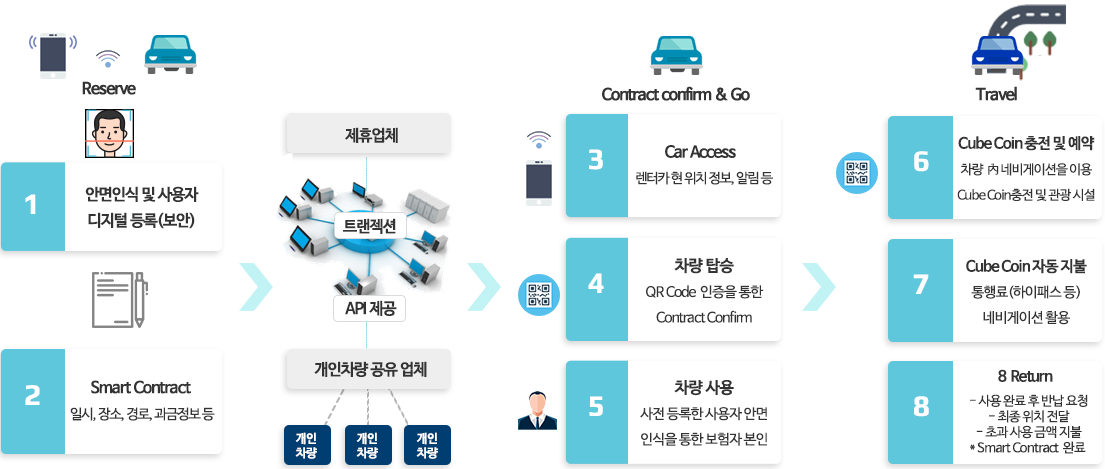 Reserve
1
안면인식 및 사용자
디지털 등록(보안)
2
Smart Contract
일시, 장소, 경로, 과금정보 등
제휴업체
트랜젝션
API 제공
개인차량 공유 업체
개인
차량
개인
차량
개인
차량
Contract confirm & Go
3
Car Access
렌터카 현 위치 정보, 알림 등
4
차량 탑승
QR Code 인증을 통한
Contract Confirm
5
차량 사용
사전 등록한 사용자 안면
인식을 통한 보험자 본인
Travel
6
Cube Coin 충전 및 예약
차량 內 네비게이션을 이용
Cube Coin충전 및 관광 시설
7
Cube Coin 자동 지불
통행료(하이패스 등)
네비게이션 활용
8
8 Return
- 사용 완료 후 반납 요청
- 최종 위치 전달
- 초과 사용 금액 지불
* Smart Contract 완료